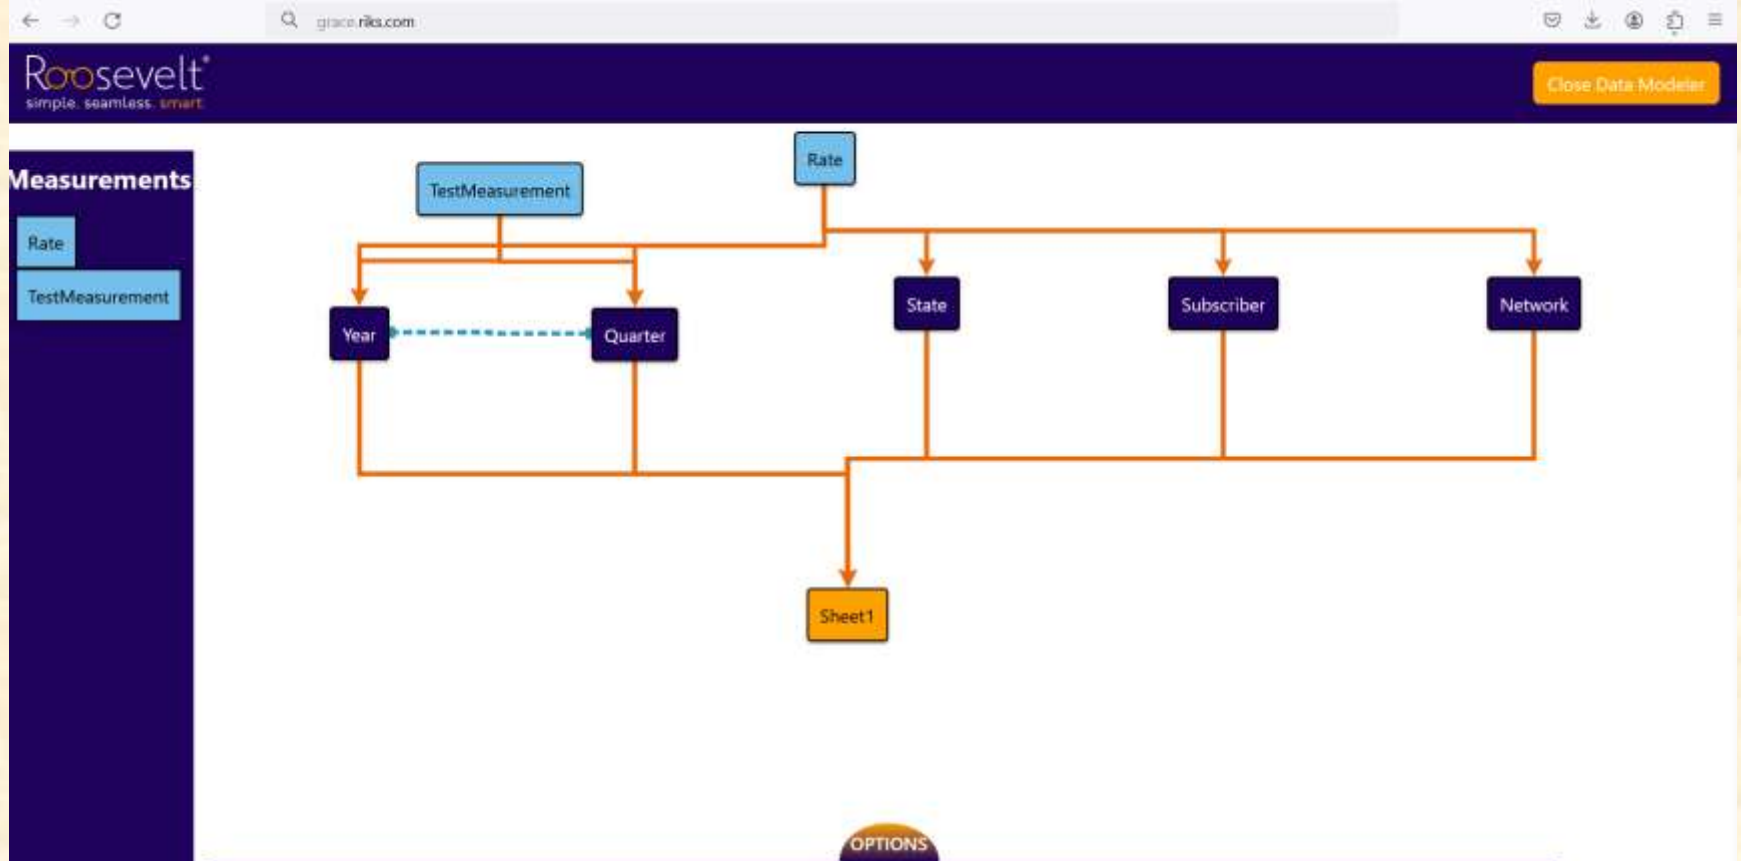 grace.riks.com
Roosevelt
simple. seamless. smart.
Close Data Modeler
Measurements
Rate
TestMeasurement
Rate
TestMeasurement
State
Subscriber
Network
Year
Quarter
Sheet1
OPTIONS